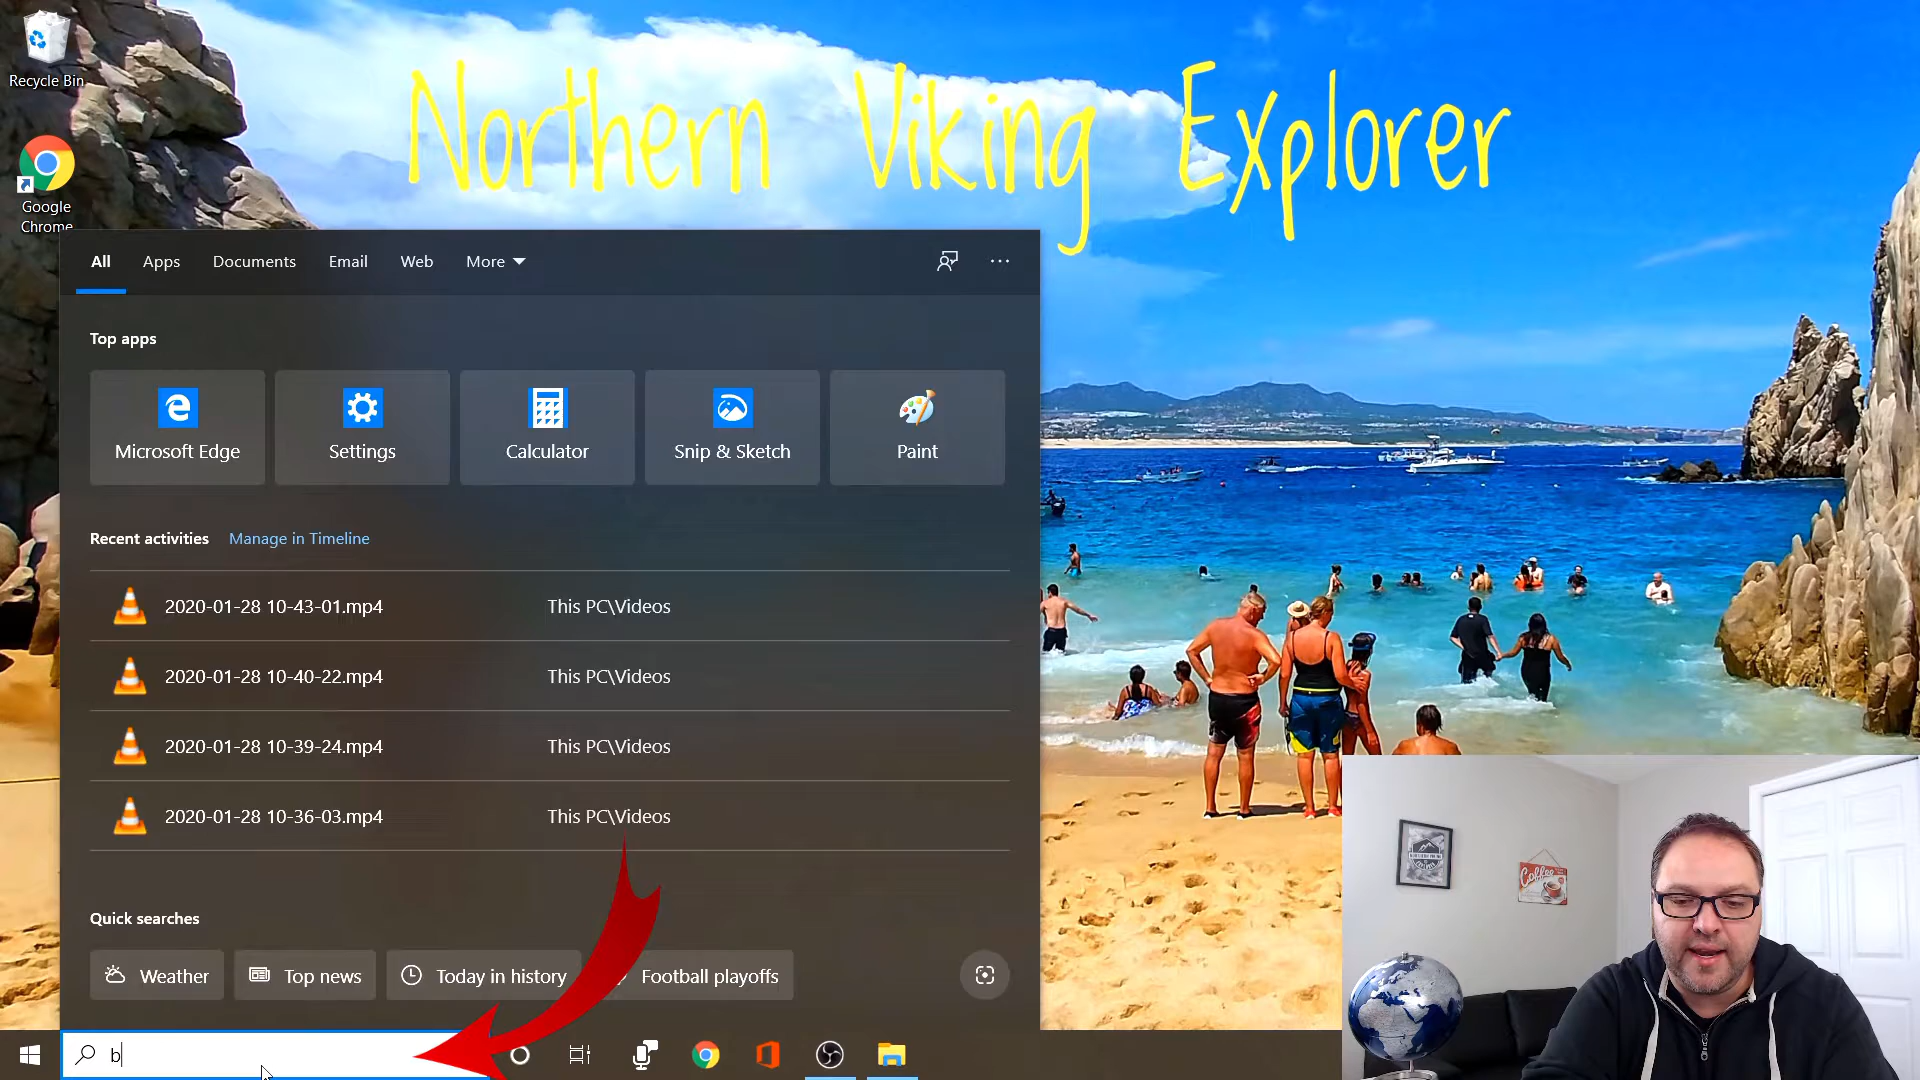 Recycle Bin
Northern Viking Explorer
Google
Chrome
All Apps Documents Email Web More
Top apps
Microsoft Edge Settings Calculator Snip & Sketch Paint
Recent activities Manage in Timeline
2020-01-28 10-43-01.mp4 This PC\Videos
2020-01-28 10-40-22.mp4 This PC\Videos
2020-01-28 10-39-24.mp4 This PC\Videos
2020-01-28 10-36-03.mp4 This PC\Videos
Quick searches
Weather Top news Today in history Football playoffs
Coffee
b